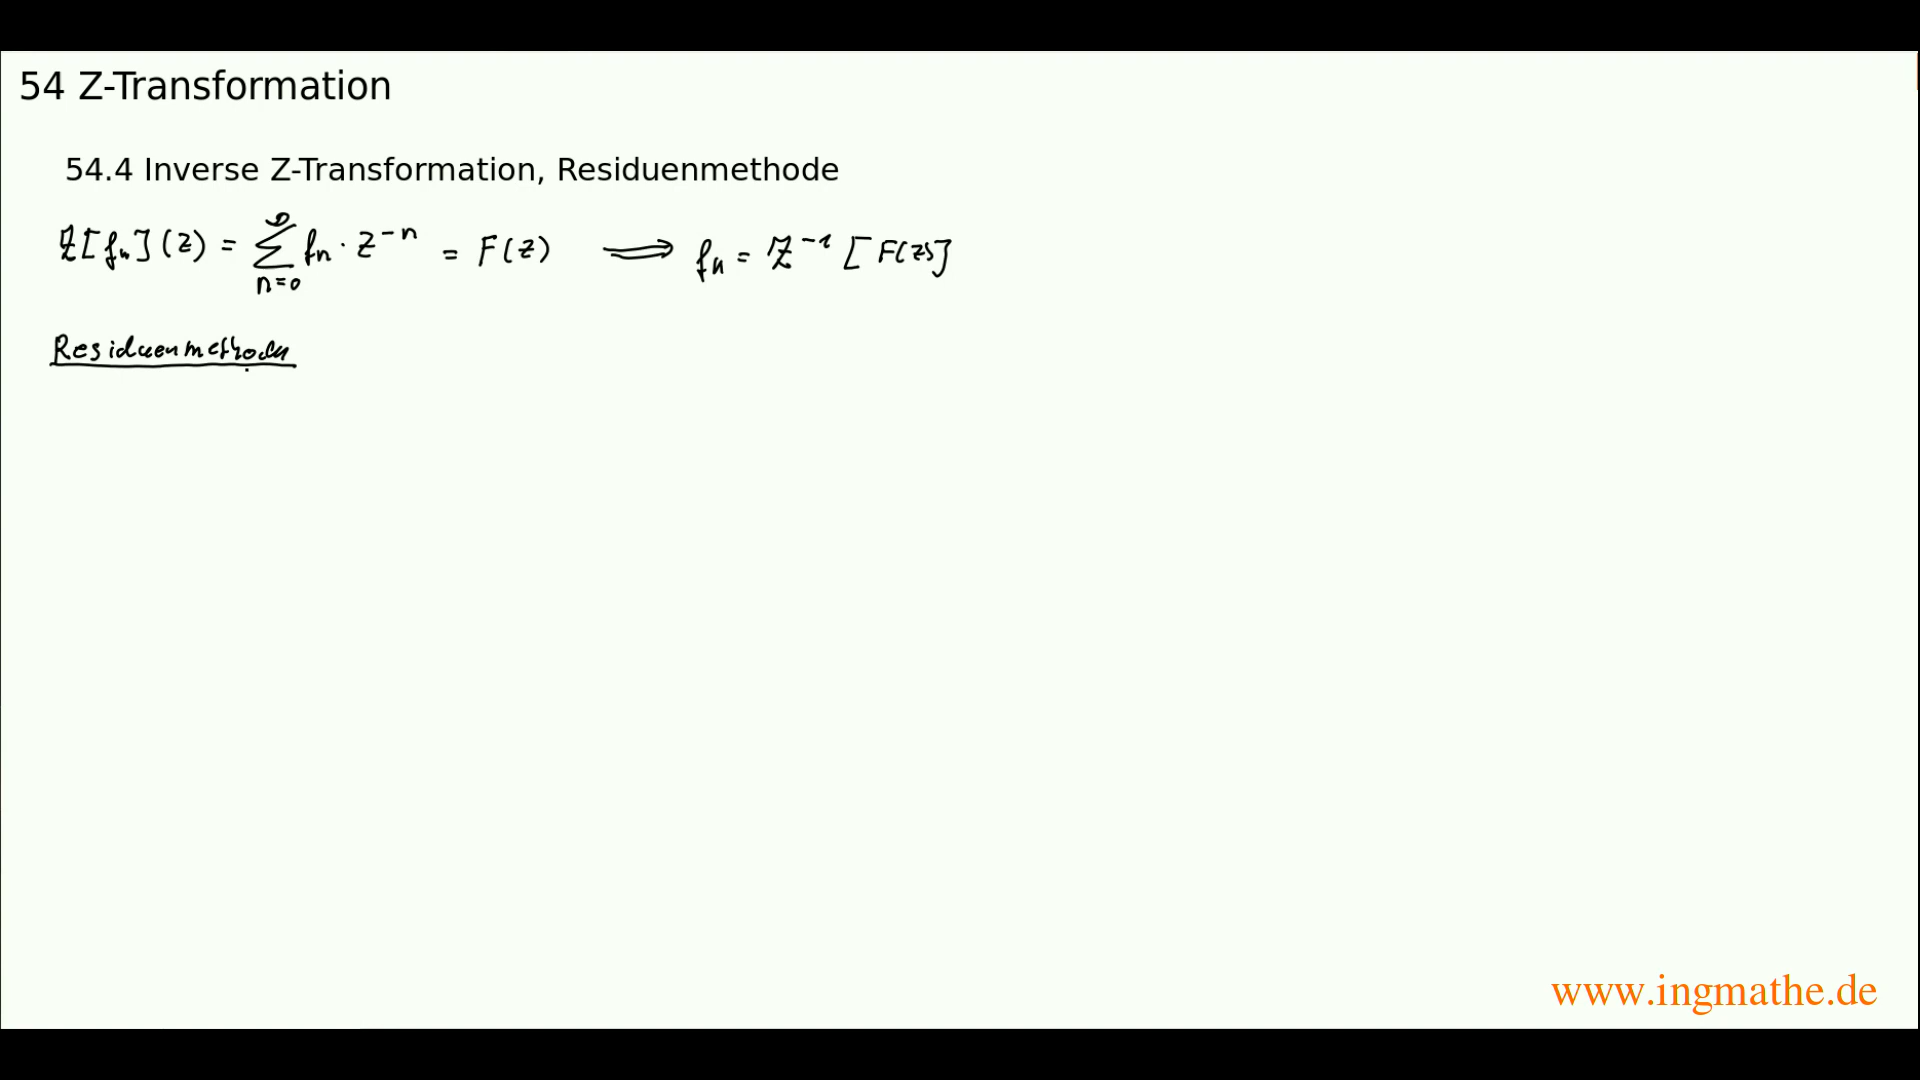 54 Z-Transformation
54.4 Inverse Z-Transformation, Residuenmethode
Z[fₙ](z) = ∑_{n=0}^{∞} fₙ · z⁻ⁿ = F(z) ⟹ fₙ = Z⁻¹[F(z)]
Residuenmethode
www.ingmathe.de